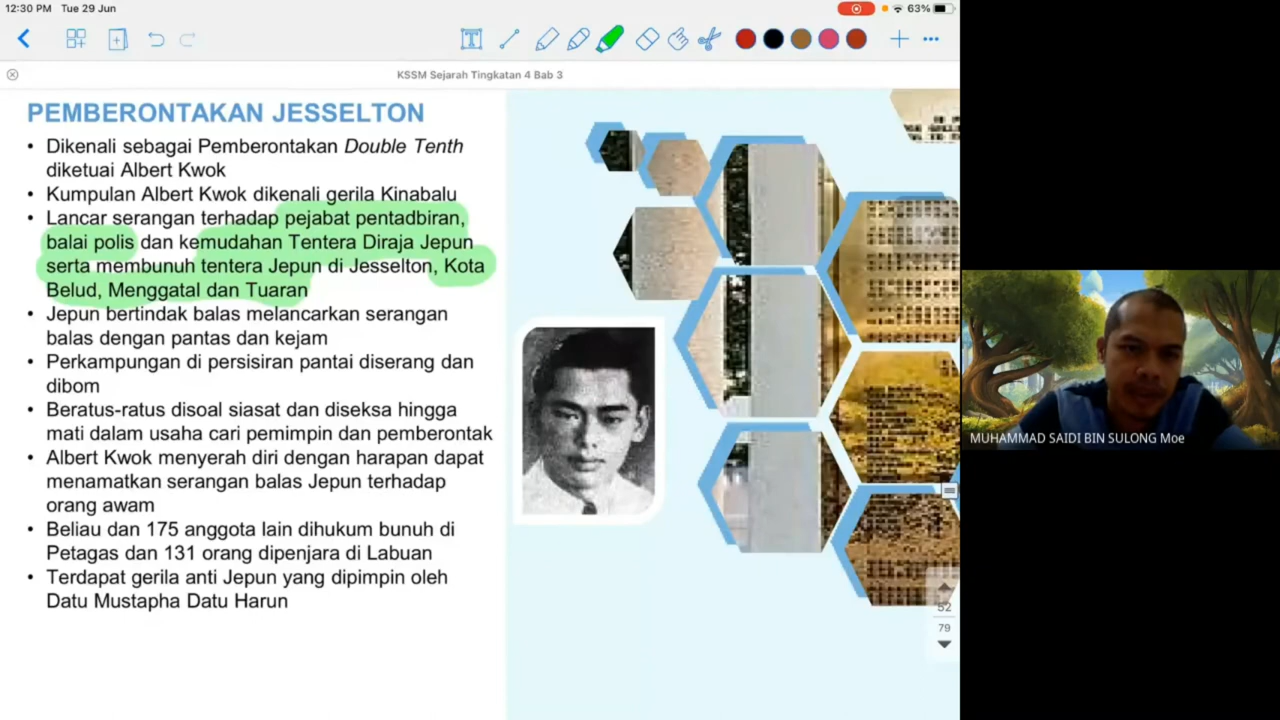 12:30 PM Tue 29 Jun
63%
KSSM Sejarah Tingkatan 4 Bab 3
PEMBERONTAKAN JESSELTON
• Dikenali sebagai Pemberontakan Double Tenth
diketuai Albert Kwok
• Kumpulan Albert Kwok dikenali gerila Kinabalu
• Lancar serangan terhadap pejabat pentadbiran,
balai polis dan kemudahan Tentera Diraja Jepun
serta membunuh tentera Jepun di Jesselton, Kota
Belud, Menggatal dan Tuaran
• Jepun bertindak balas melancarkan serangan
balas dengan pantas dan kejam
• Perkampungan di persisiran pantai diserang dan
dibom
• Beratus-ratus disoal siasat dan diseksa hingga
mati dalam usaha cari pemimpin dan pemberontak
• Albert Kwok menyerah diri dengan harapan dapat
menamatkan serangan balas Jepun terhadap
orang awam
• Beliau dan 175 anggota lain dihukum bunuh di
Petagas dan 131 orang dipenjara di Labuan
• Terdapat gerila anti Jepun yang dipimpin oleh
Datu Mustapha Datu Harun
52
79
MUHAMMAD SAIDI BIN SULONG Moe